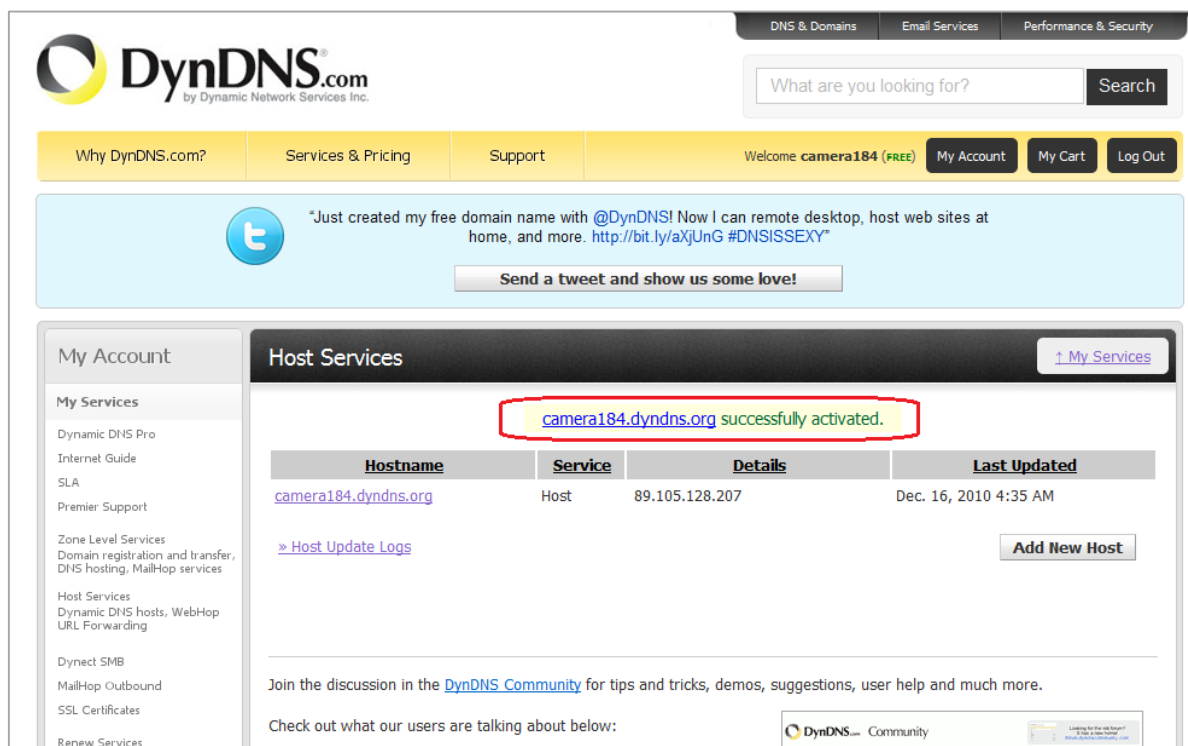 DNS & Domains Email Services Performance & Security
DynDNS.com
by Dynamic Network Services Inc.
What are you looking for? Search
Why DynDNS.com? Services & Pricing Support Welcome camera184 (FREE) My Account My Cart Log Out
“Just created my free domain name with @DynDNS! Now I can remote desktop, host web sites at
home, and more. http://bit.ly/aXjUnG #DNSISSEXY”
Send a tweet and show us some love!
My Account
My Services
Dynamic DNS Pro
Internet Guide
SLA
Premier Support
Zone Level Services
Domain registration and transfer,
DNS hosting, MailHop services
Host Services
Dynamic DNS hosts, WebHop
URL Forwarding
Dynect SMB
MailHop Outbound
SSL Certificates
Renew Services
Host Services ↑ My Services
camera184.dyndns.org successfully activated.
Hostname Service Details Last Updated
camera184.dyndns.org Host 89.105.128.207 Dec. 16, 2010 4:35 AM
» Host Update Logs Add New Host
Join the discussion in the DynDNS Community for tips and tricks, demos, suggestions, user help and much more.
Check out what our users are talking about below:
DynDNS.com Community